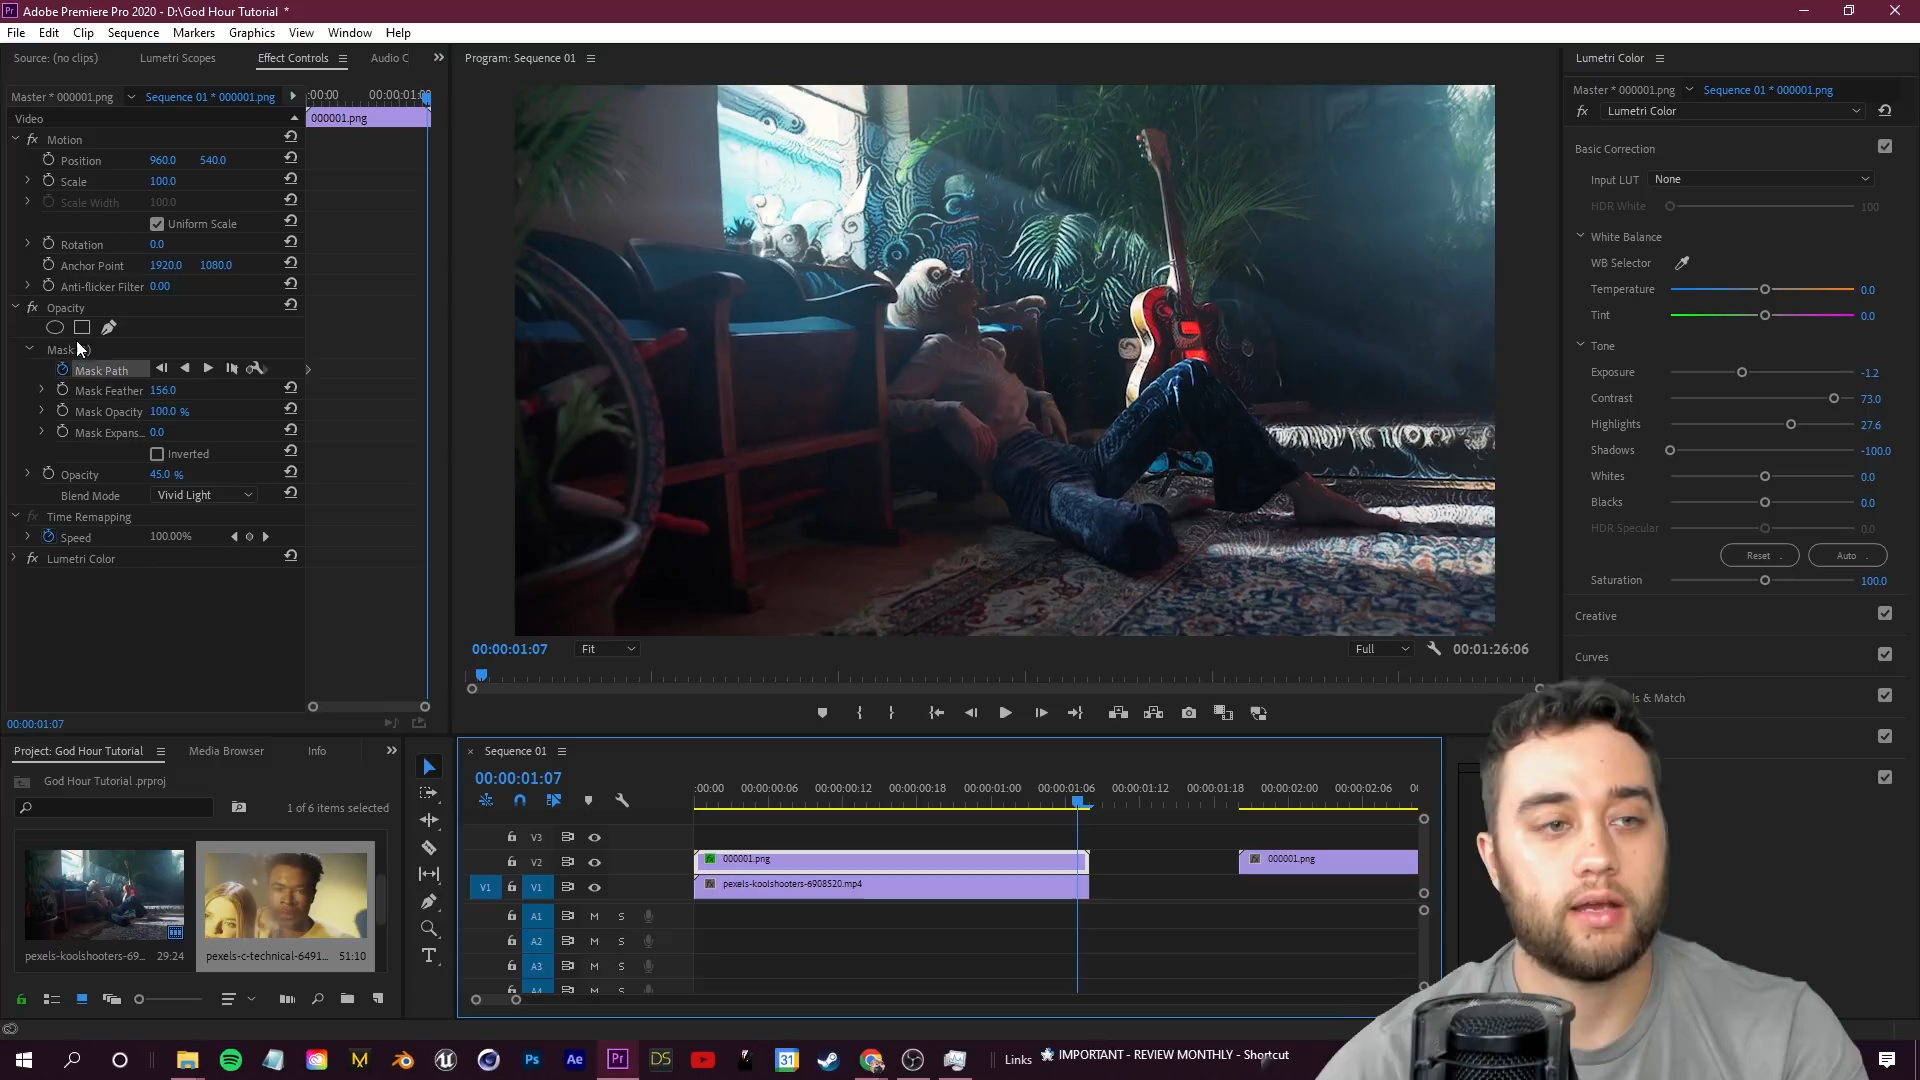 Adobe Premiere Pro 2020 - D:\God Hour Tutorial *
File Edit Clip Sequence Markers Graphics View Window Help
Source: (no clips) Lumetri Scopes Effect Controls Audio C
Master * 000001.png Sequence 01 * 000001.png
:00:00 00:00:01:00
Video
000001.png
Motion
Position 960.0 540.0
Scale 100.0
Scale Width 100.0
Uniform Scale
Rotation 0.0
Anchor Point 1920.0 1080.0
Anti-flicker Filter 0.00
Opacity
Mask
Mask Path
Mask Feather 156.0
Mask Opacity 100.0 %
Mask Expans... 0.0
Inverted
Opacity 45.0 %
Blend Mode Vivid Light
Time Remapping
Speed 100.00%
Lumetri Color
00:00:01:07
Program: Sequence 01
00:00:01:07 Fit Full 00:01:26:06
Lumetri Color
Master * 000001.png Sequence 01 * 000001.png
fx Lumetri Color
Basic Correction
Input LUT None
HDR White 100
White Balance
WB Selector
Temperature 0.0
Tint 0.0
Tone
Exposure -1.2
Contrast 73.0
Highlights 27.6
Shadows -100.0
Whites 0.0
Blacks 0.0
HDR Specular 0.0
Reset Auto
Saturation 100.0
Creative
Curves
ls & Match
Project: God Hour Tutorial Media Browser Info
God Hour Tutorial .prproj
1 of 6 items selected
pexels-koolshooters-69... 29:24
pexels-c-technical-6491... 51:10
Sequence 01
00:00:01:07
:00:00 00:00:00:06 00:00:00:12 00:00:00:18 00:00:01:00 00:00:01:06 00:00:01:12 00:00:01:18 00:00:02:00 00:00:02:06 00
V3
V2 000001.png 000001.png
V1 V1 pexels-koolshooters-6908520.mp4
A1 M S
A2 M S
A3 M S
A4 M S
Ps Ae Pr DS 31 Links IMPORTANT - REVIEW MONTHLY - Shortcut